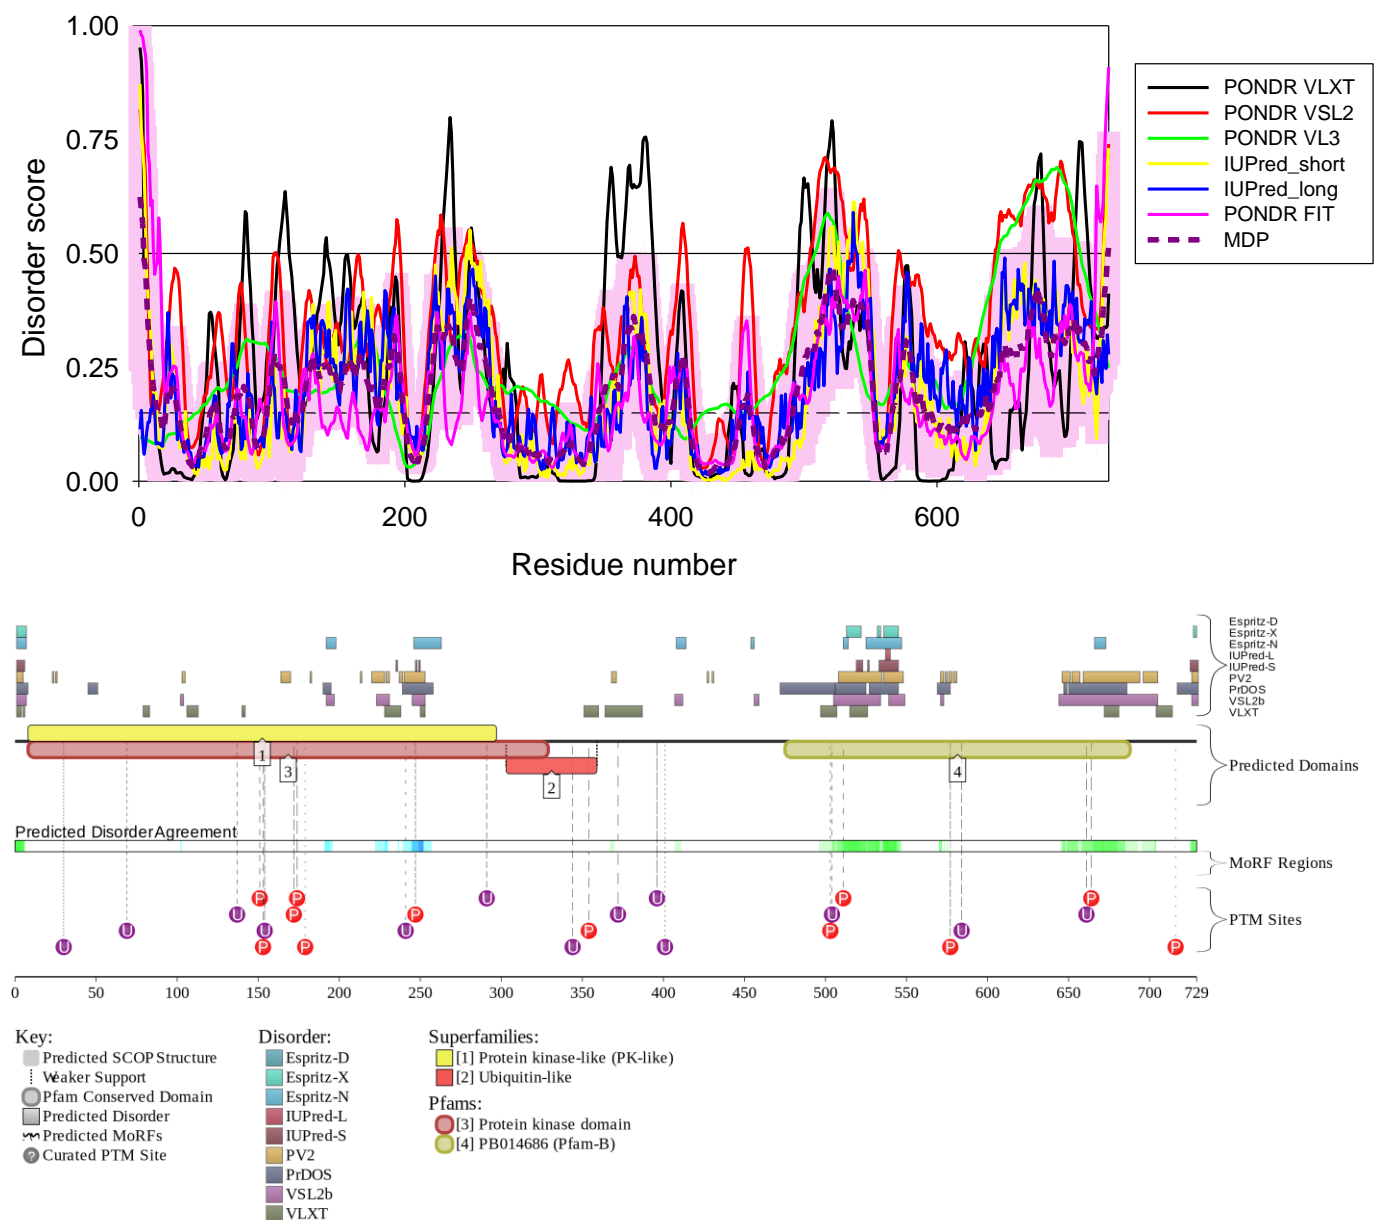 1.00
0.75
0.50
0.25
0.00
Disorder score
0
200
400
600
Residue number
PONDR VLXT
PONDR VSL2
PONDR VL3
IUPred_short
IUPred_long
PONDR FIT
MDP
Espritz-D
Espritz-X
Espritz-N
IUPred-L
IUPred-S
PV2
PrDOS
VSL2b
VLXT
1
3
2
4
Predicted Domains
Predicted Disorder Agreement
MoRF Regions
P P U P U
U P P U U P U
U U U P P U
U P P U U P P
PTM Sites
0 50 100 150 200 250 300 350 400 450 500 550 600 650 700 729
Key:
Predicted SCOP Structure
Weaker Support
Pfam Conserved Domain
Predicted Disorder
Predicted MoRFs
? Curated PTM Site
Disorder:
Espritz-D
Espritz-X
Espritz-N
IUPred-L
IUPred-S
PV2
PrDOS
VSL2b
VLXT
Superfamilies:
[1] Protein kinase-like (PK-like)
[2] Ubiquitin-like
Pfams:
[3] Protein kinase domain
[4] PB014686 (Pfam-B)